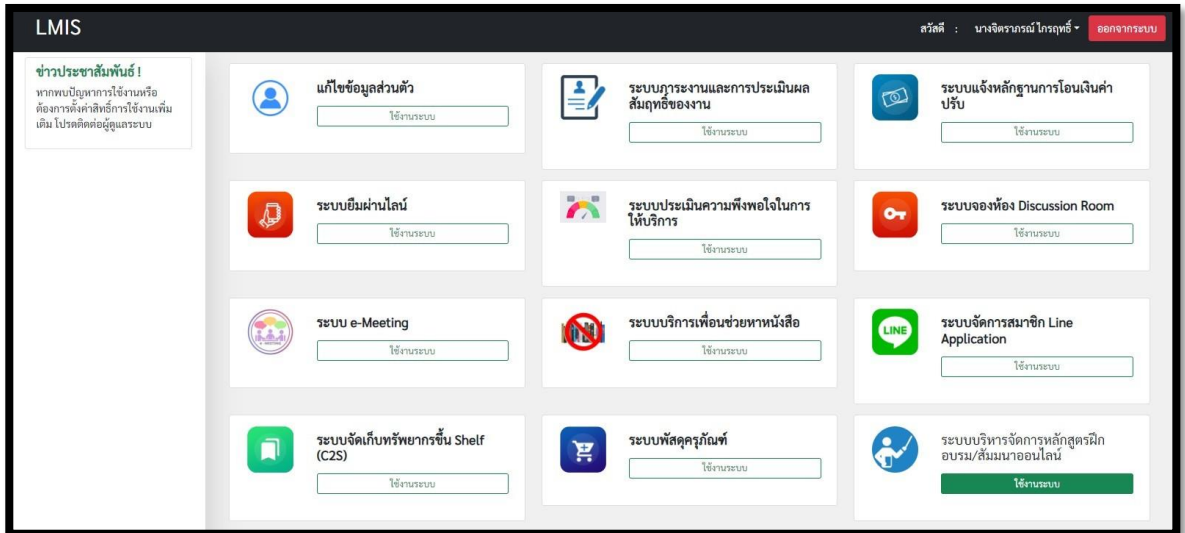 LMIS
สวัสดี : นางจิตราภรณ์ ไกรฤทธิ์
ออกจากระบบ
ข่าวประชาสัมพันธ์ !
หากพบปัญหาการใช้งานหรือ
ต้องการตั้งค่าสิทธิ์การใช้งานเพิ่ม
เติม โปรดติดต่อผู้ดูแลระบบ
แก้ไขข้อมูลส่วนตัว
ใช้งานระบบ
ระบบภาระงานและการประเมินผล
สัมฤทธิ์ของงาน
ใช้งานระบบ
ระบบแจ้งหลักฐานการโอนเงินค่า
ปรับ
ใช้งานระบบ
ระบบยืมผ่านไลน์
ใช้งานระบบ
ระบบประเมินความพึงพอใจในการ
ให้บริการ
ใช้งานระบบ
ระบบจองห้อง Discussion Room
ใช้งานระบบ
E - MEETING
ระบบ e-Meeting
ใช้งานระบบ
ระบบบริการเพื่อนช่วยหาหนังสือ
ใช้งานระบบ
LINE
ระบบจัดการสมาชิก Line
Application
ใช้งานระบบ
ระบบจัดเก็บทรัพยากรขึ้น Shelf
(C2S)
ใช้งานระบบ
ระบบพัสดุครุภัณฑ์
ใช้งานระบบ
ระบบบริหารจัดการหลักสูตรฝึก
อบรม/สัมมนาออนไลน์
ใช้งานระบบ